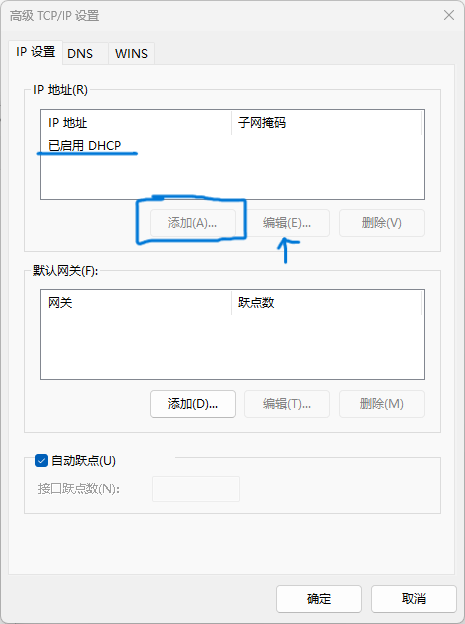 高级 TCP/IP 设置
IP 设置 DNS WINS
IP 地址(R)
IP 地址 子网掩码
已启用 DHCP
添加(A)... 编辑(E)... 删除(V)
默认网关(F):
网关 跃点数
添加(D)... 编辑(T)... 删除(M)
自动跃点(U)
接口跃点数(N):
确定 取消